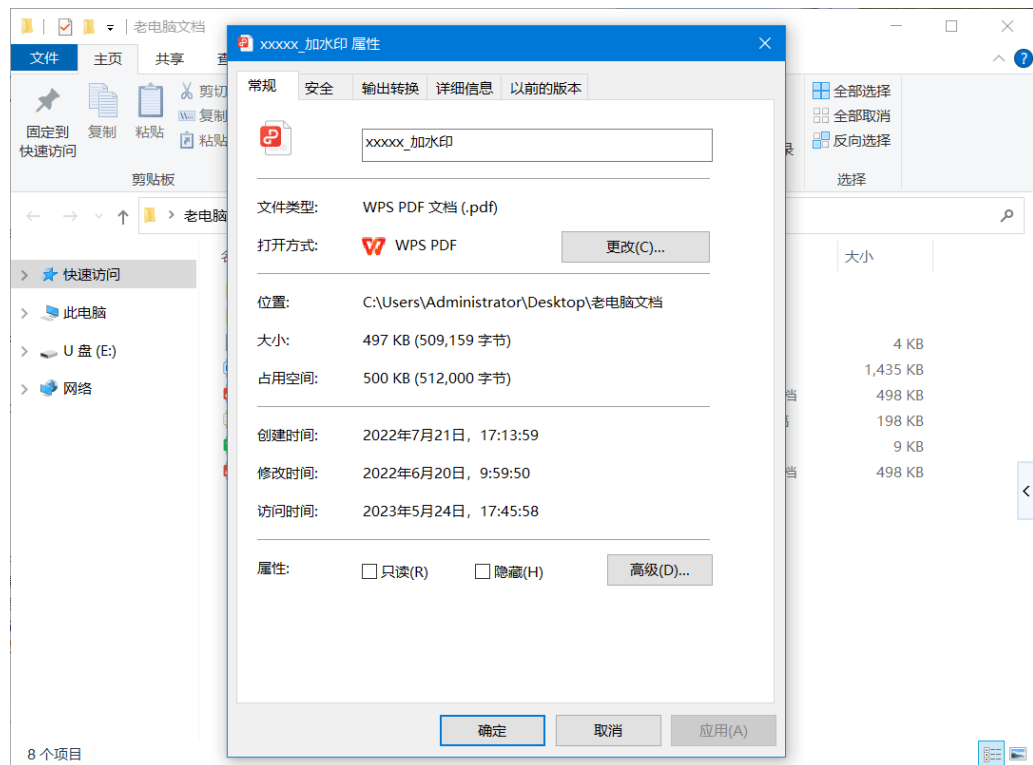 老电脑文档
文件
主页
共享
查
固定到
快速访问
复制
粘贴
剪切
复制
粘贴
剪贴板
录
全部选择
全部取消
反向选择
选择
老电脑
大小
快速访问
此电脑
U 盘 (E:)
网络
4 KB
1,435 KB
档
498 KB
198 KB
9 KB
档
498 KB
8 个项目
xxxxx_加水印 属性
常规
安全
输出转换
详细信息
以前的版本
xxxxx_加水印
文件类型:
WPS PDF 文档 (.pdf)
打开方式:
WPS PDF
更改(C)...
位置:
C:\Users\Administrator\Desktop\老电脑文档
大小:
497 KB (509,159 字节)
占用空间:
500 KB (512,000 字节)
创建时间:
2022年7月21日，17:13:59
修改时间:
2022年6月20日，9:59:50
访问时间:
2023年5月24日，17:45:58
属性:
只读(R)
隐藏(H)
高级(D)...
确定
取消
应用(A)